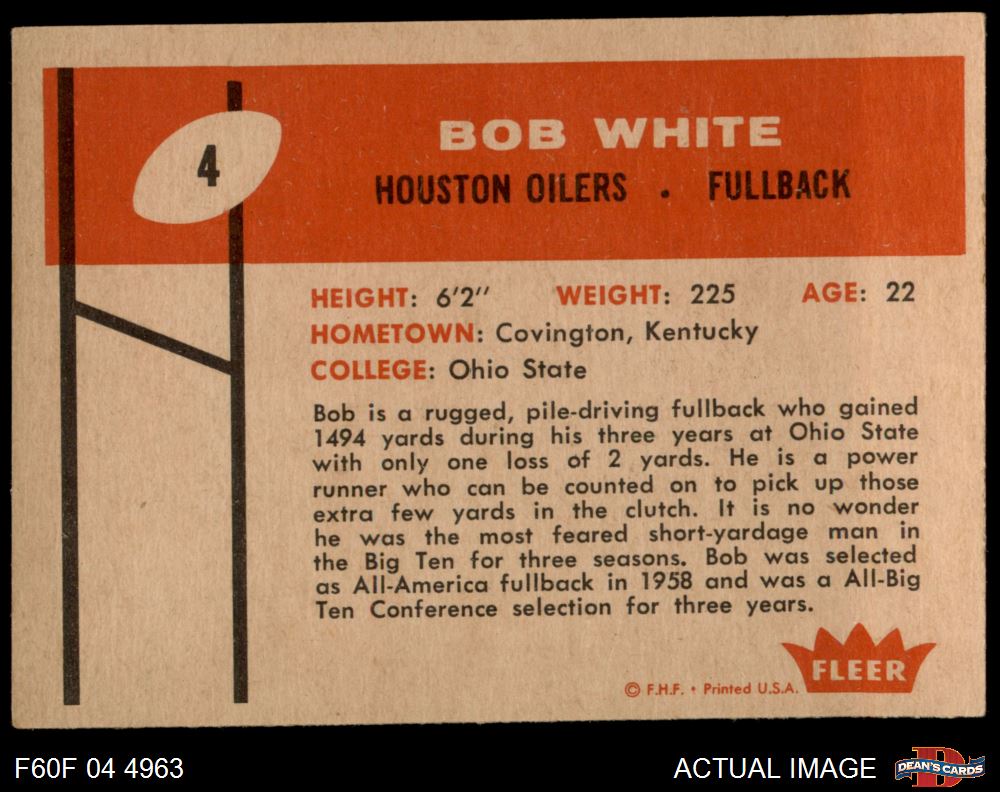 4
BOB WHITE
HOUSTON OILERS . FULLBACK
HEIGHT: 6'2" WEIGHT: 225 AGE: 22
HOMETOWN: Covington, Kentucky
COLLEGE: Ohio State
Bob is a rugged, pile-driving fullback who gained
1494 yards during his three years at Ohio State
with only one loss of 2 yards. He is a power
runner who can be counted on to pick up those
extra few yards in the clutch. It is no wonder
he was the most feared short-yardage man in
the Big Ten for three seasons. Bob was selected
as All-America fullback in 1958 and was a All-Big
Ten Conference selection for three years.
FLEER
© F.H.F. • Printed U.S.A.
F60F 04 4963
ACTUAL IMAGE
DEAN'S CARDS